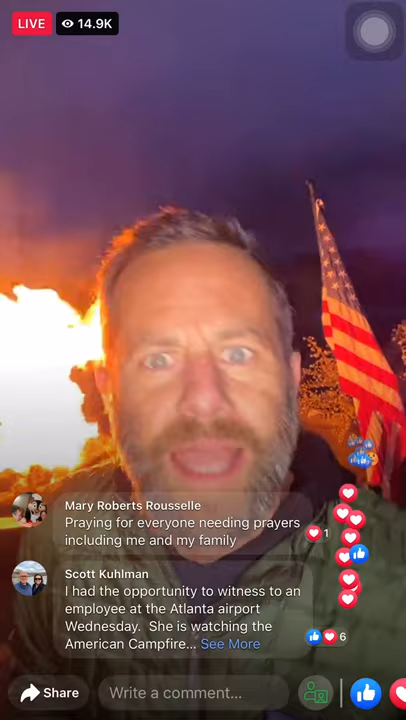 LIVE 14.9K
Mary Roberts Rousselle
Praying for everyone needing prayers
including me and my family
1
Scott Kuhlman
I had the opportunity to witness to an
employee at the Atlanta airport
Wednesday. She is watching the
American Campfire... See More
6
Share Write a comment...